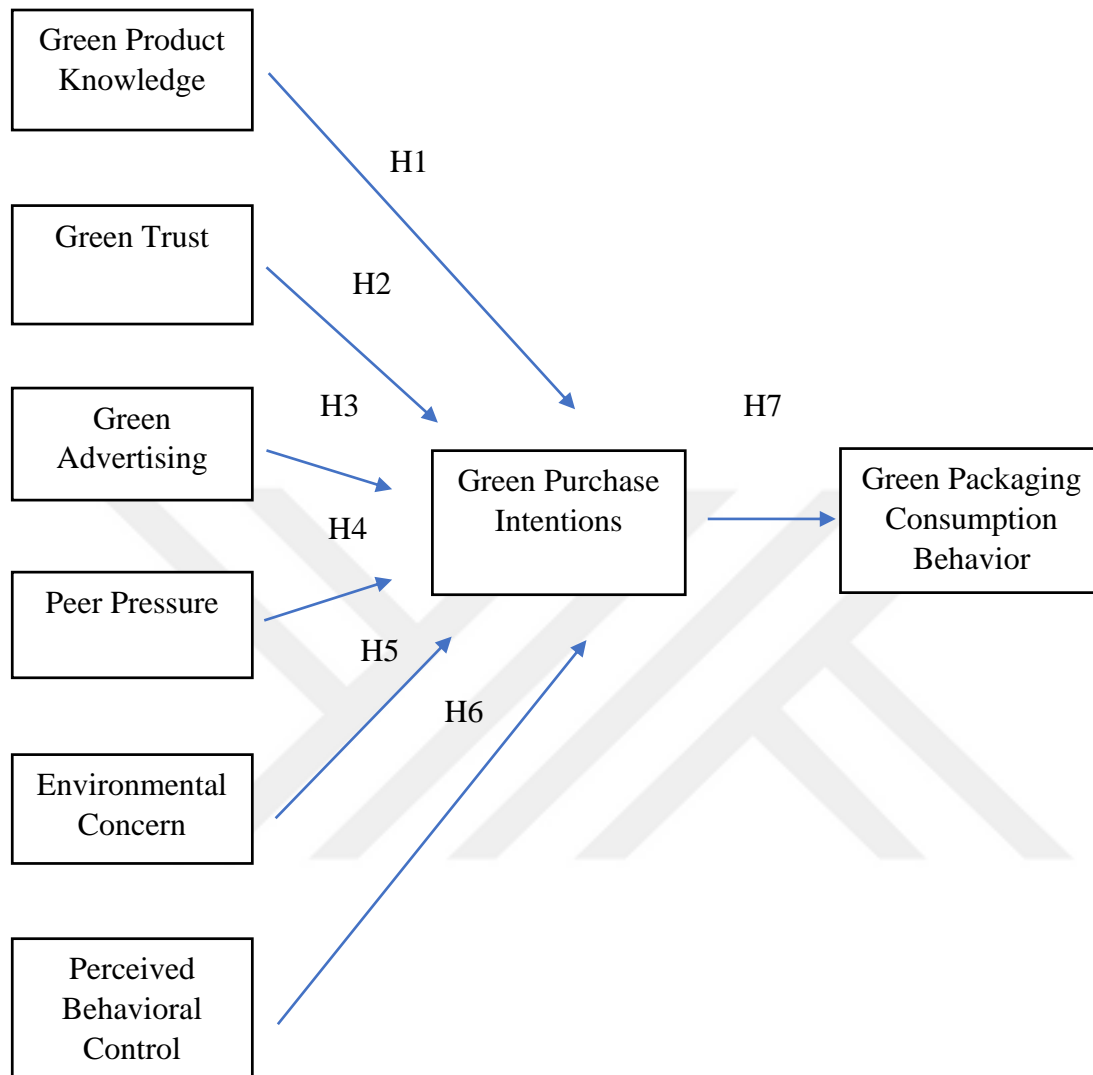 Green Product
Knowledge
H1
Green Trust
H2
Green
Advertising
H3
H7
Green Purchase
Intentions
Green Packaging
Consumption
Behavior
H4
Peer Pressure
H5
H6
Environmental
Concern
Perceived
Behavioral
Control